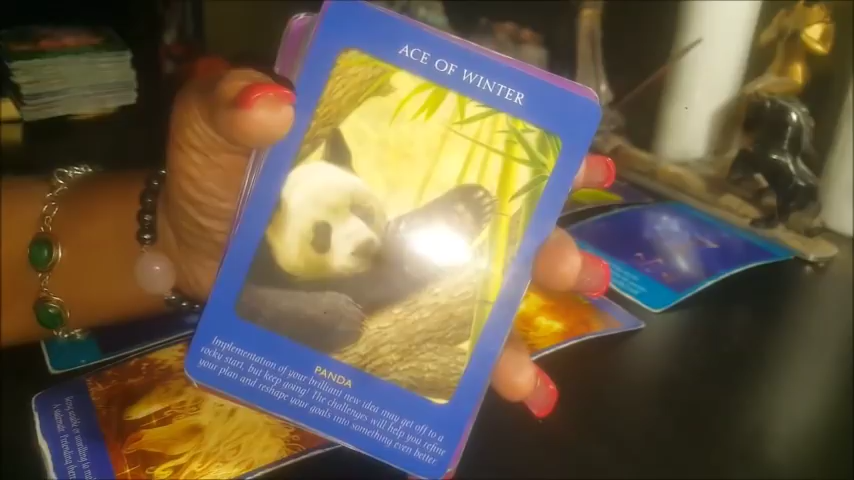 ACE OF WINTER
PANDA
Implementation of your brilliant new idea may get off to a
rocky start, but keep going! The challenges will help you refine
your plan and reshape your goals into something even better.